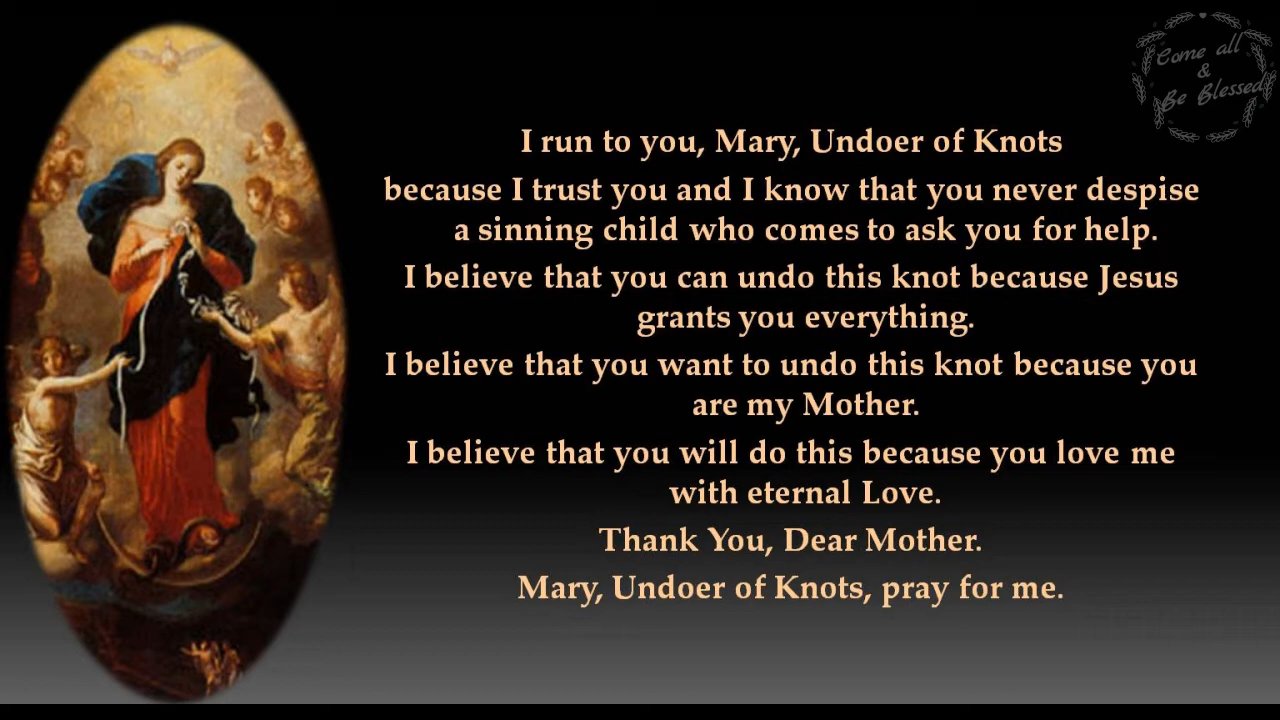 Come all
&
Be Blessed
I run to you, Mary, Undoer of Knots
because I trust you and I know that you never despise
a sinning child who comes to ask you for help.
I believe that you can undo this knot because Jesus
grants you everything.
I believe that you want to undo this knot because you
are my Mother.
I believe that you will do this because you love me
with eternal Love.
Thank You, Dear Mother.
Mary, Undoer of Knots, pray for me.